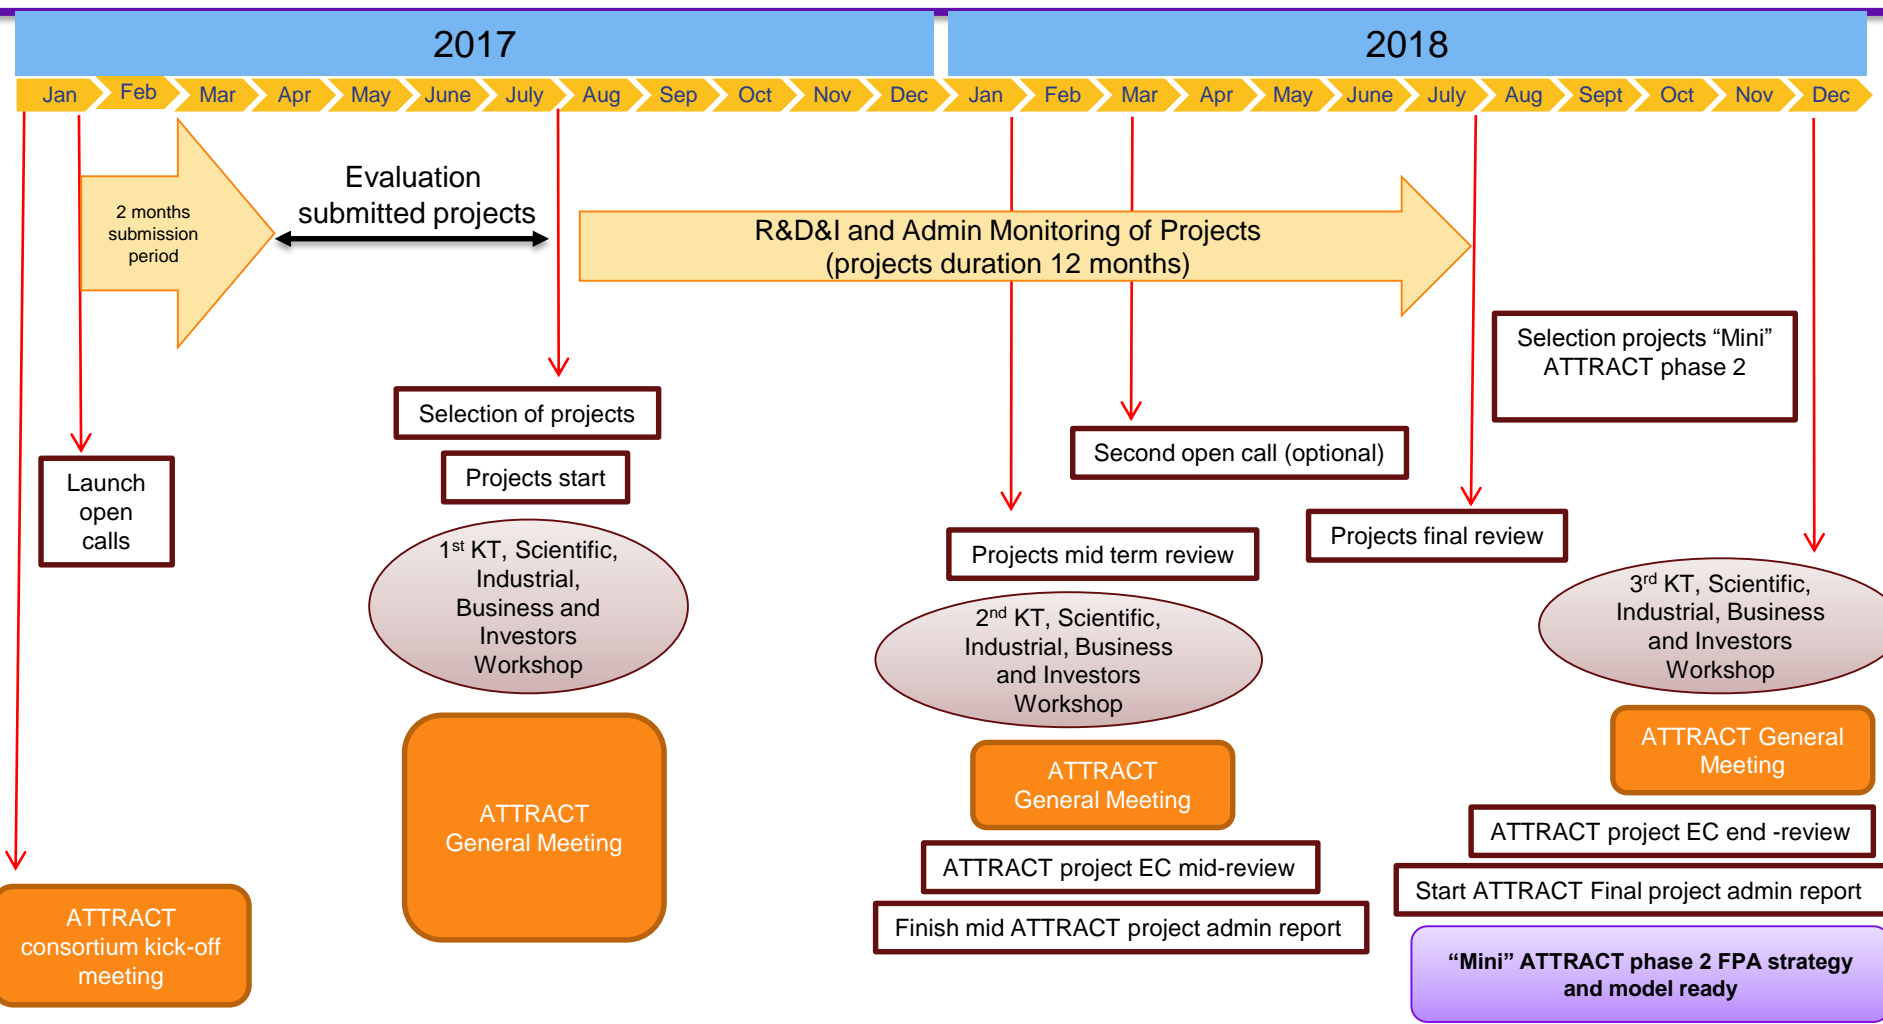 2017
2018
Jan Feb Mar Apr May June July Aug Sep Oct Nov Dec
Jan Feb Mar Apr May June July Aug Sept Oct Nov Dec
2 months
submission
period
Evaluation
submitted projects
R&D&I and Admin Monitoring of Projects
(projects duration 12 months)
Selection projects “Mini”
ATTRACT phase 2
Selection of projects
Projects start
Second open call (optional)
Launch
open
calls
Projects mid term review
Projects final review
1st KT, Scientific,
Industrial,
Business and
Investors
Workshop
2nd KT, Scientific,
Industrial, Business
and Investors
Workshop
3rd KT, Scientific,
Industrial, Business
and Investors
Workshop
ATTRACT
General Meeting
ATTRACT
General Meeting
ATTRACT General
Meeting
ATTRACT project EC mid-review
Finish mid ATTRACT project admin report
ATTRACT project EC end -review
Start ATTRACT Final project admin report
ATTRACT
consortium kick-off
meeting
“Mini” ATTRACT phase 2 FPA strategy
and model ready